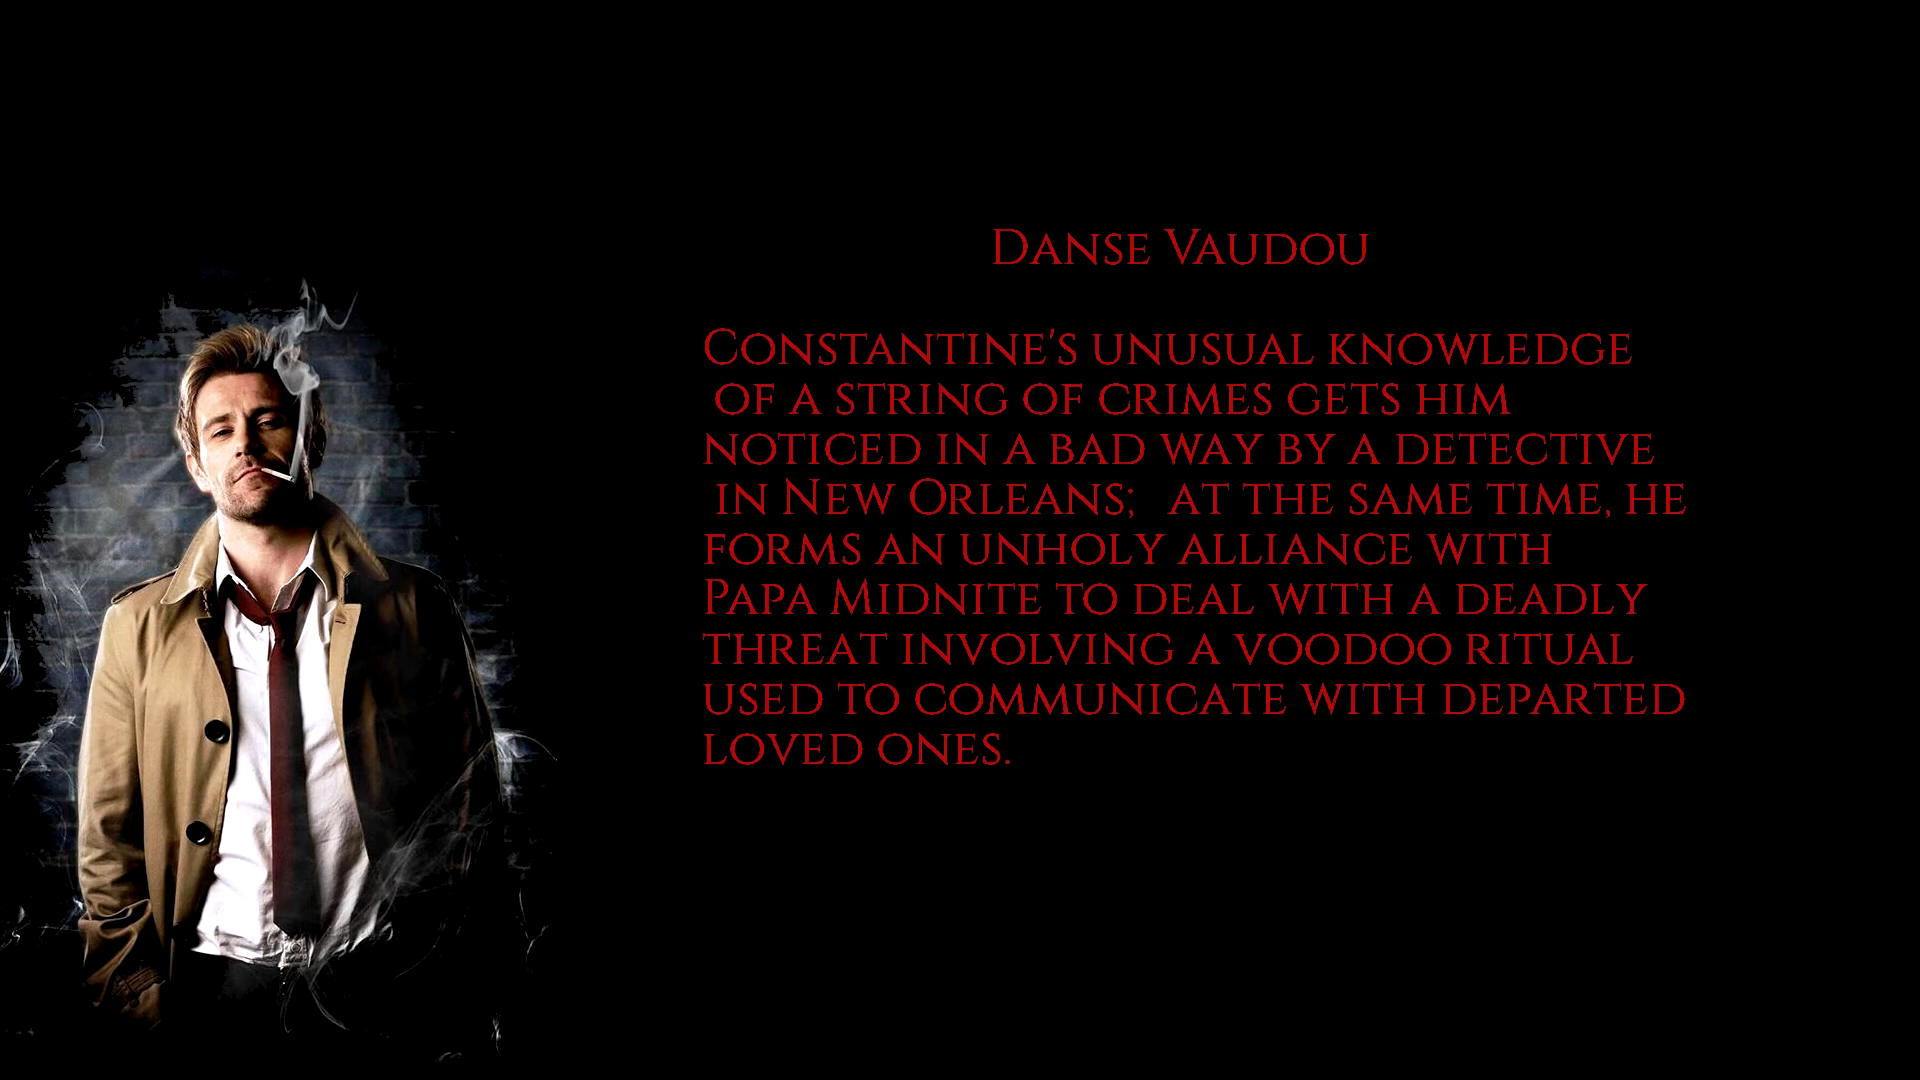 Danse Vaudou
Constantine's unusual knowledge
of a string of crimes gets him
noticed in a bad way by a detective
in New Orleans; at the same time, he
forms an unholy alliance with
Papa Midnite to deal with a deadly
threat involving a voodoo ritual
used to communicate with departed
loved ones.